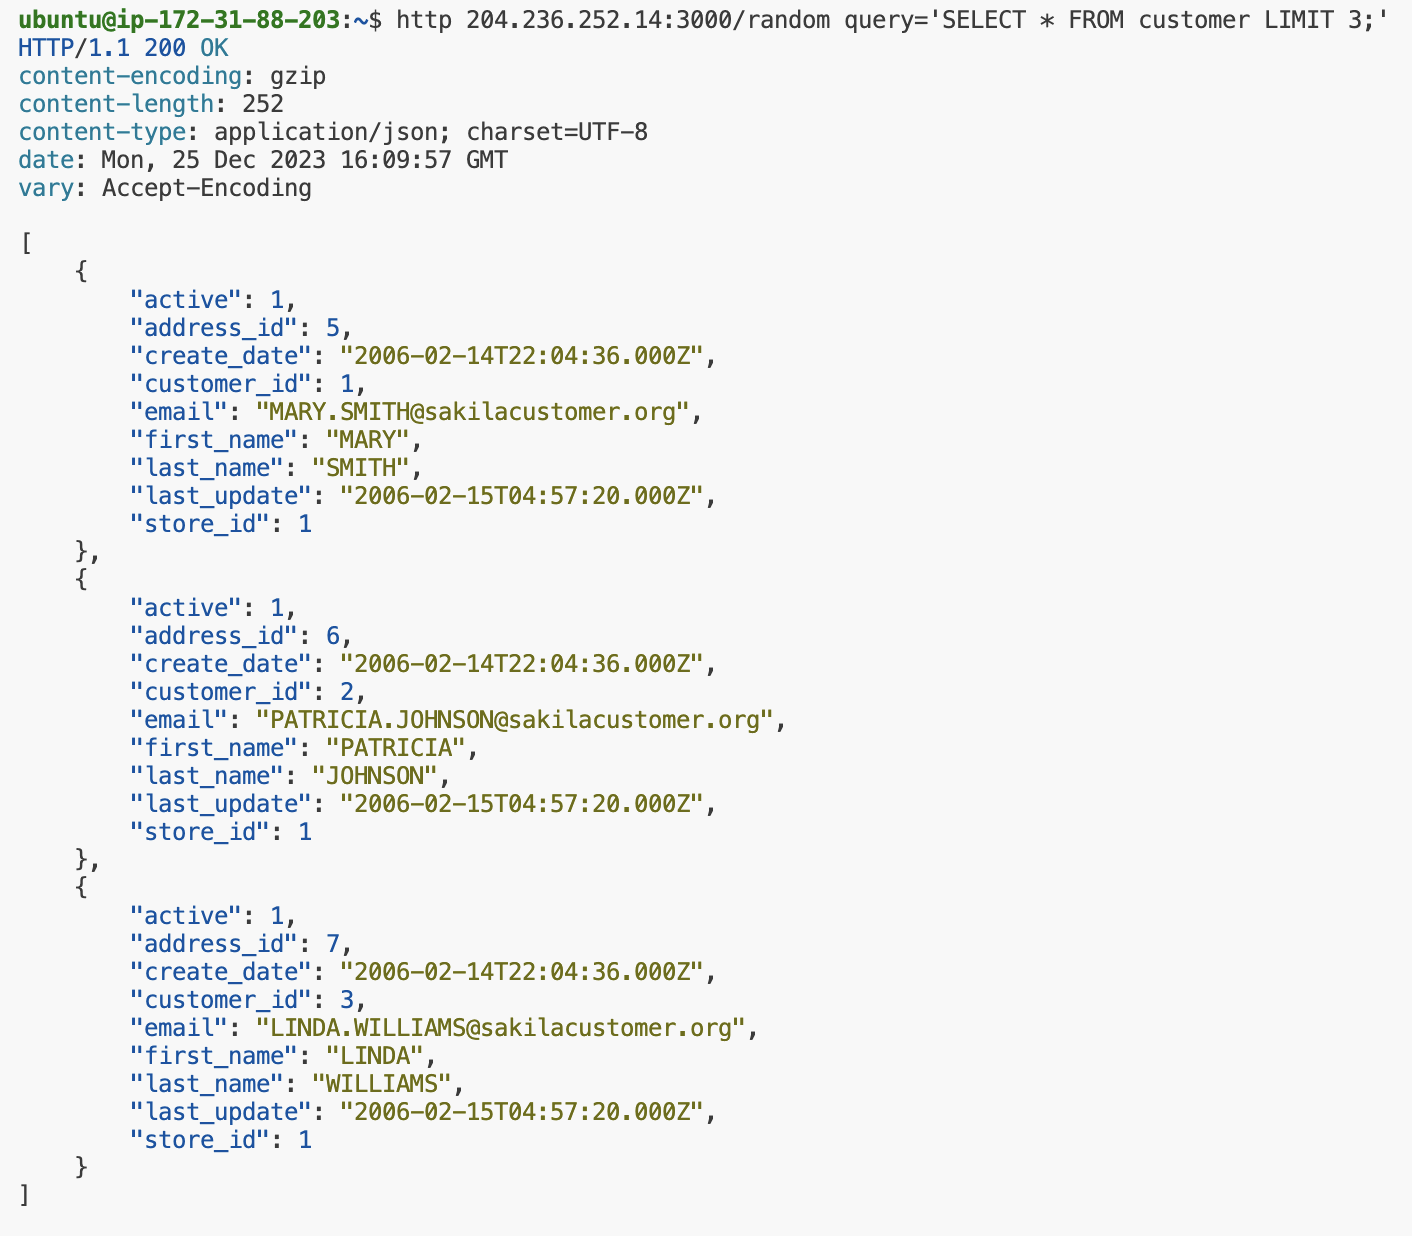 ubuntu@ip-172-31-88-203:~$ http 204.236.252.14:3000/random query='SELECT * FROM customer LIMIT 3;'
HTTP/1.1 200 OK
content-encoding: gzip
content-length: 252
content-type: application/json; charset=UTF-8
date: Mon, 25 Dec 2023 16:09:57 GMT
vary: Accept-Encoding

[
    {
        "active": 1,
        "address_id": 5,
        "create_date": "2006-02-14T22:04:36.000Z",
        "customer_id": 1,
        "email": "MARY.SMITH@sakilacustomer.org",
        "first_name": "MARY",
        "last_name": "SMITH",
        "last_update": "2006-02-15T04:57:20.000Z",
        "store_id": 1
    },
    {
        "active": 1,
        "address_id": 6,
        "create_date": "2006-02-14T22:04:36.000Z",
        "customer_id": 2,
        "email": "PATRICIA.JOHNSON@sakilacustomer.org",
        "first_name": "PATRICIA",
        "last_name": "JOHNSON",
        "last_update": "2006-02-15T04:57:20.000Z",
        "store_id": 1
    },
    {
        "active": 1,
        "address_id": 7,
        "create_date": "2006-02-14T22:04:36.000Z",
        "customer_id": 3,
        "email": "LINDA.WILLIAMS@sakilacustomer.org",
        "first_name": "LINDA",
        "last_name": "WILLIAMS",
        "last_update": "2006-02-15T04:57:20.000Z",
        "store_id": 1
    }
]